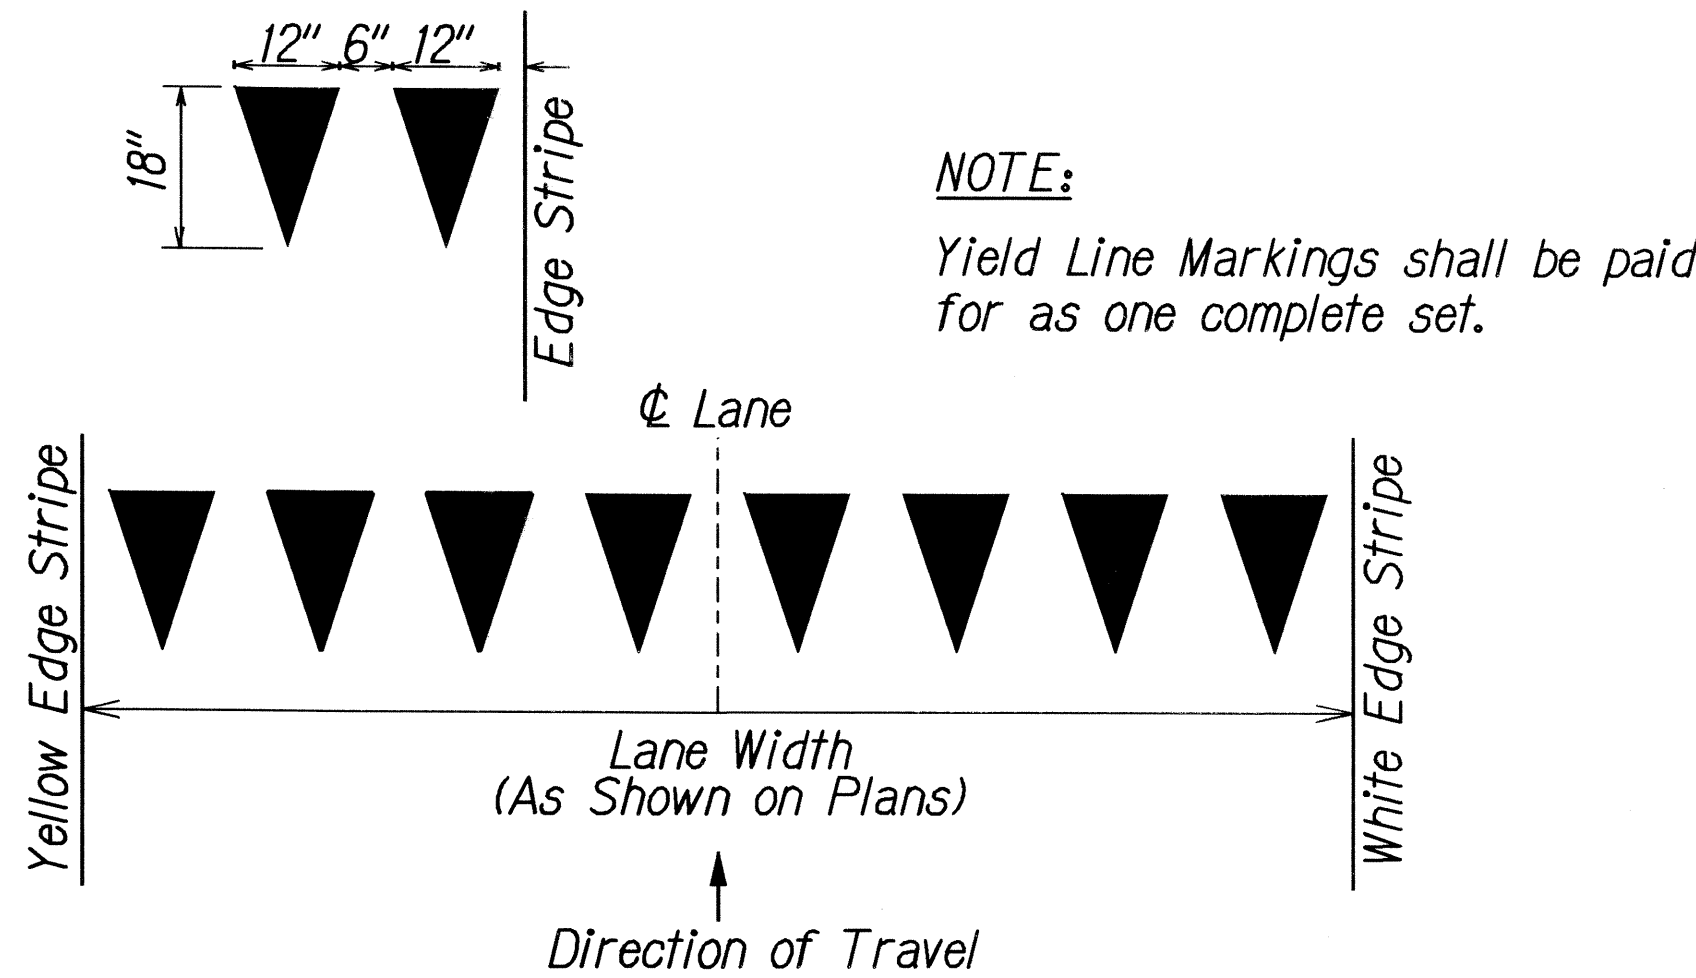 12" 6" 12"
18"
Edge Stripe
NOTE:
Yield Line Markings shall be paid
for as one complete set.
℄ Lane
Yellow Edge Stripe
White Edge Stripe
Lane Width
(As Shown on Plans)
Direction of Travel